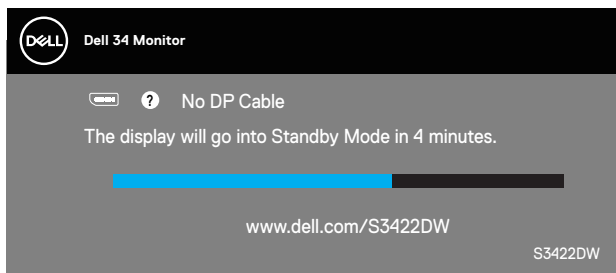 DELL
Dell 34 Monitor
? No DP Cable
The display will go into Standby Mode in 4 minutes.
www.dell.com/S3422DW
S3422DW